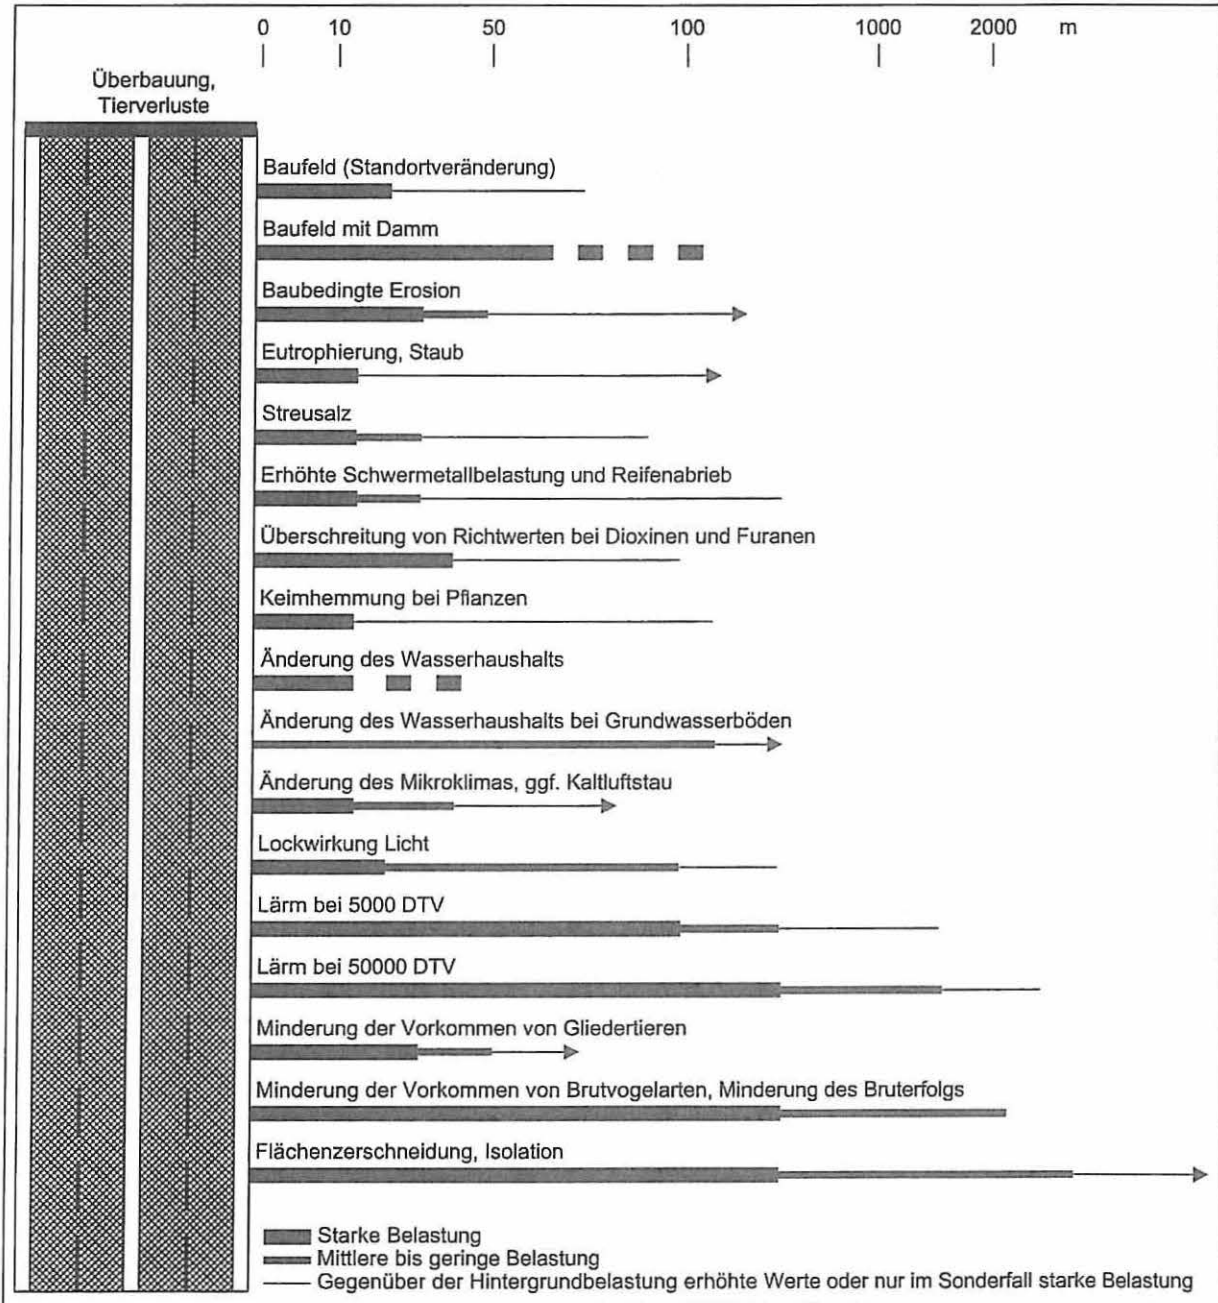 0 10 50 100 1000 2000 m
Überbauung,
Tierverluste
Baufeld (Standortveränderung)
Baufeld mit Damm
Baubedingte Erosion
Eutrophierung, Staub
Streusalz
Erhöhte Schwermetallbelastung und Reifenabrieb
Überschreitung von Richtwerten bei Dioxinen und Furanen
Keimhemmung bei Pflanzen
Änderung des Wasserhaushalts
Änderung des Wasserhaushalts bei Grundwasserböden
Änderung des Mikroklimas, ggf. Kaltluftstau
Lockwirkung Licht
Lärm bei 5000 DTV
Lärm bei 50000 DTV
Minderung der Vorkommen von Gliedertieren
Minderung der Vorkommen von Brutvogelarten, Minderung des Bruterfolgs
Flächenzerschneidung, Isolation
Starke Belastung
Mittlere bis geringe Belastung
Gegenüber der Hintergrundbelastung erhöhte Werte oder nur im Sonderfall starke Belastung